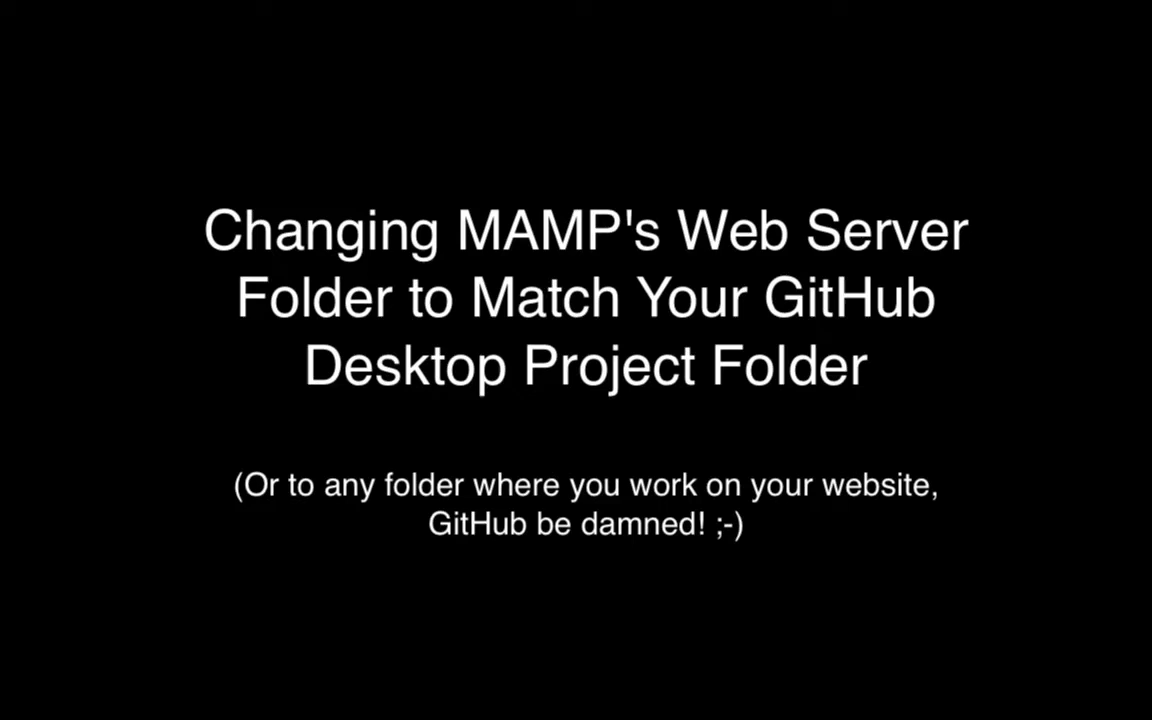 Changing MAMP's Web Server
Folder to Match Your GitHub
Desktop Project Folder
(Or to any folder where you work on your website,
GitHub be damned! ;-)